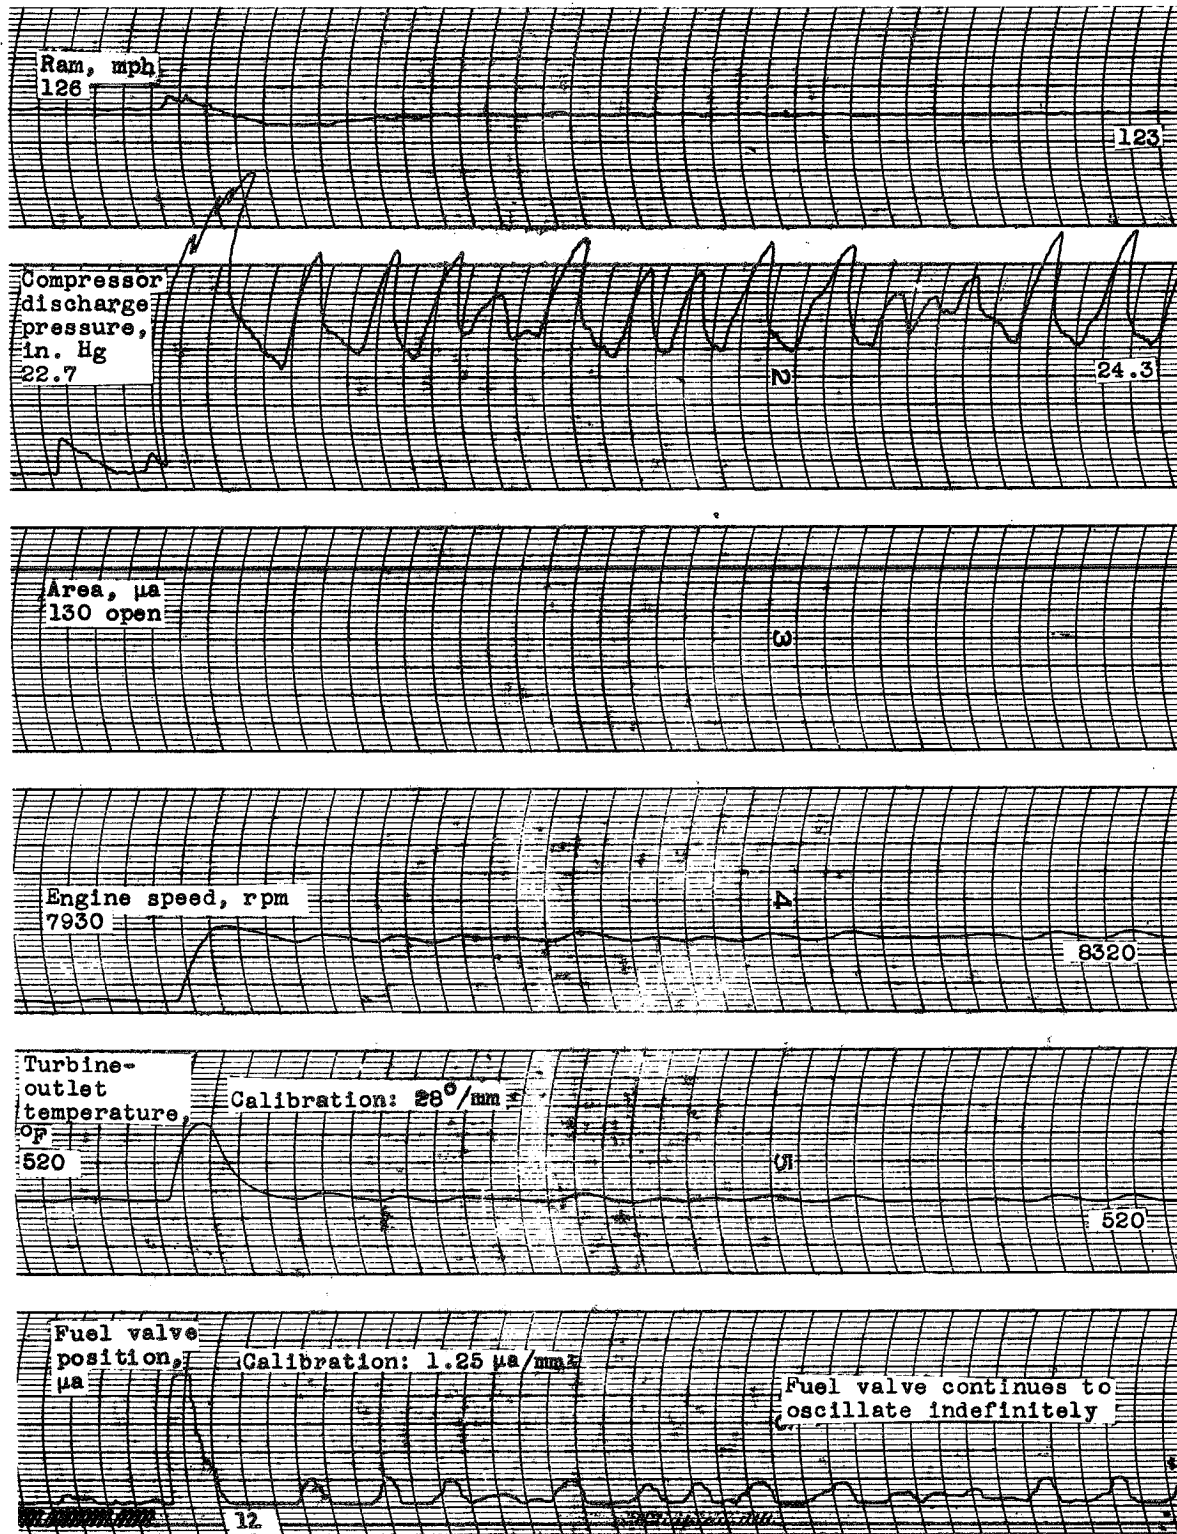 Ram, mph
126
123
Compressor
discharge
pressure,
in. Hg
22.7
2
24.3
Area, µa
130 open
3
Engine speed, rpm
7930
4
8320
Turbine-
outlet
temperature,
°F
520
Calibration: 28°/mm
5
520
Fuel valve
position,
µa
Calibration: 1.25 µa/mm
Fuel valve continues to
oscillate indefinitely
12